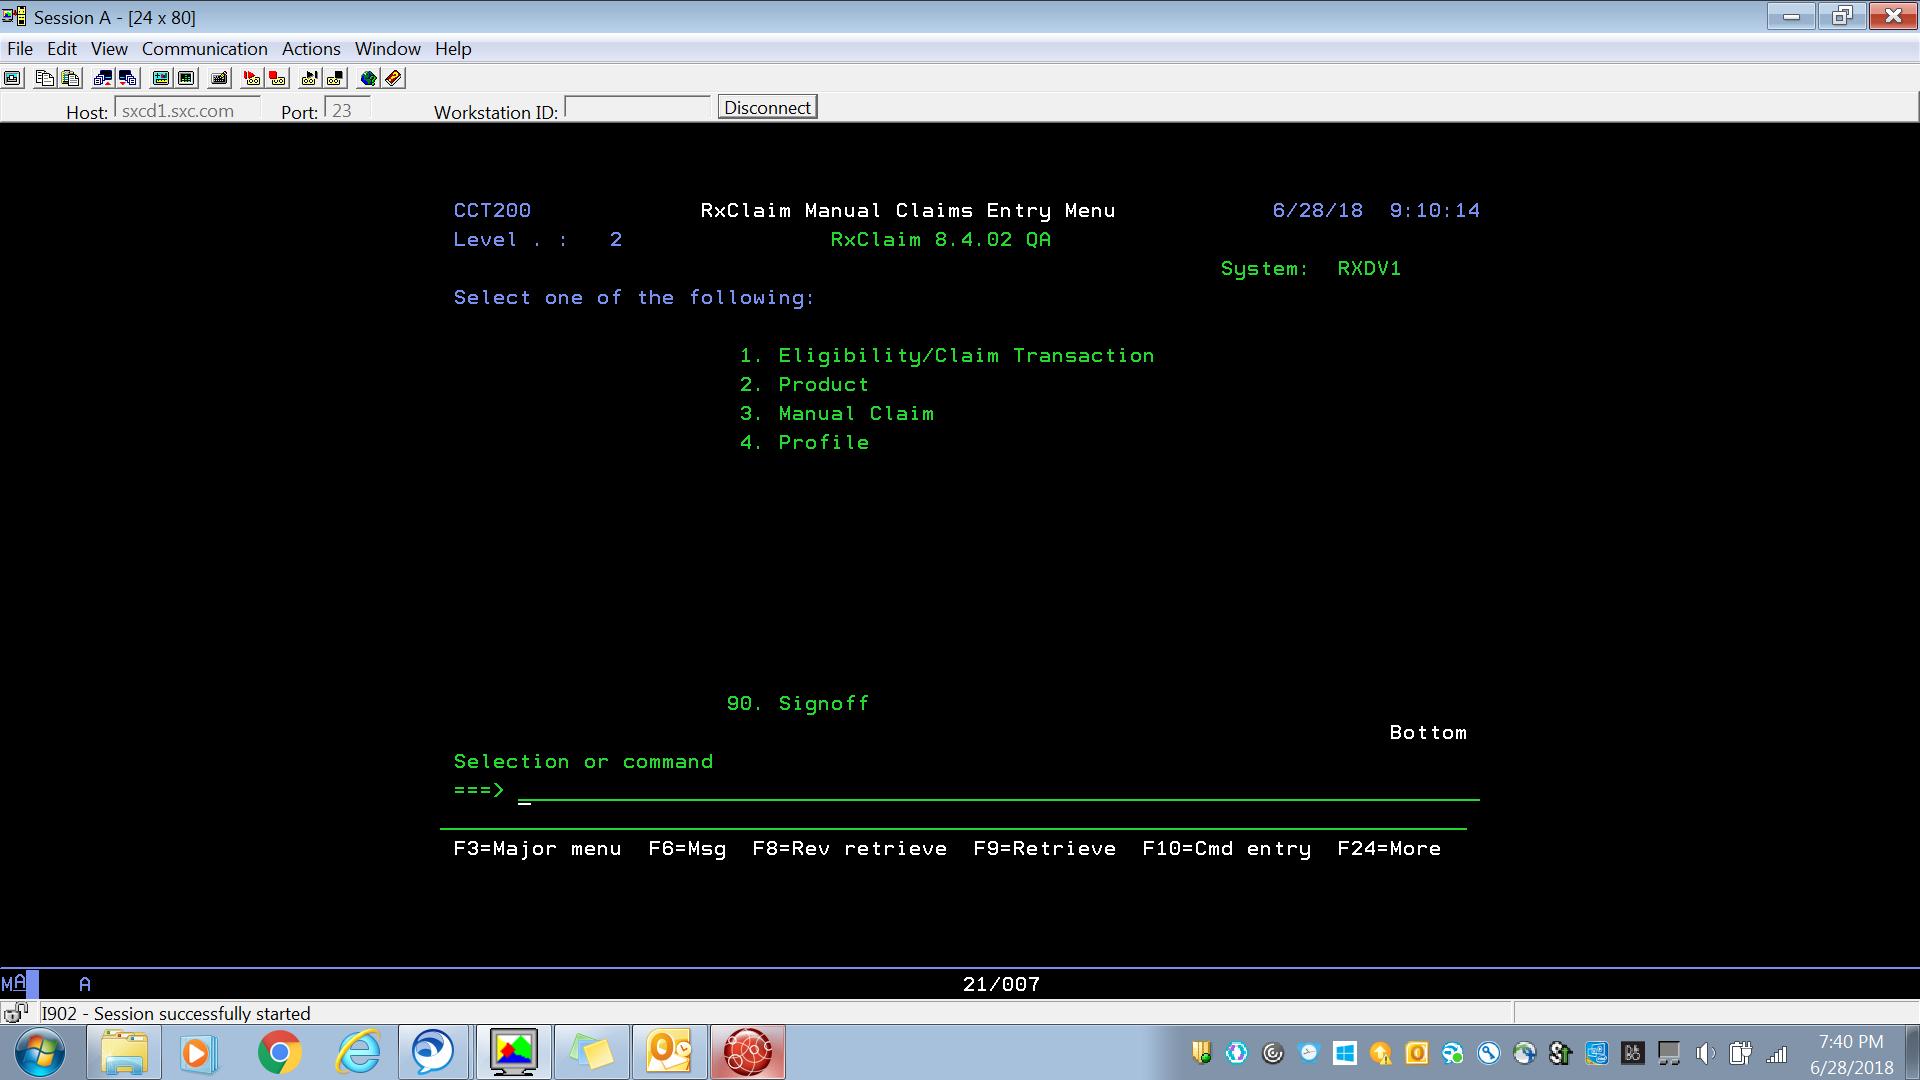 Session A - [24 x 80]
File Edit View Communication Actions Window Help
Host: sxcd1.sxc.com Port: 23 Workstation ID: Disconnect
CCT200 RxClaim Manual Claims Entry Menu 6/28/18 9:10:14
Level . : 2 RxClaim 8.4.02 QA
System: RXDV1
Select one of the following:
1. Eligibility/Claim Transaction
2. Product
3. Manual Claim
4. Profile
90. Signoff
Bottom
Selection or command
===>
F3=Major menu F6=Msg F8=Rev retrieve F9=Retrieve F10=Cmd entry F24=More
MA A 21/007
I902 - Session successfully started
7:40 PM
6/28/2018